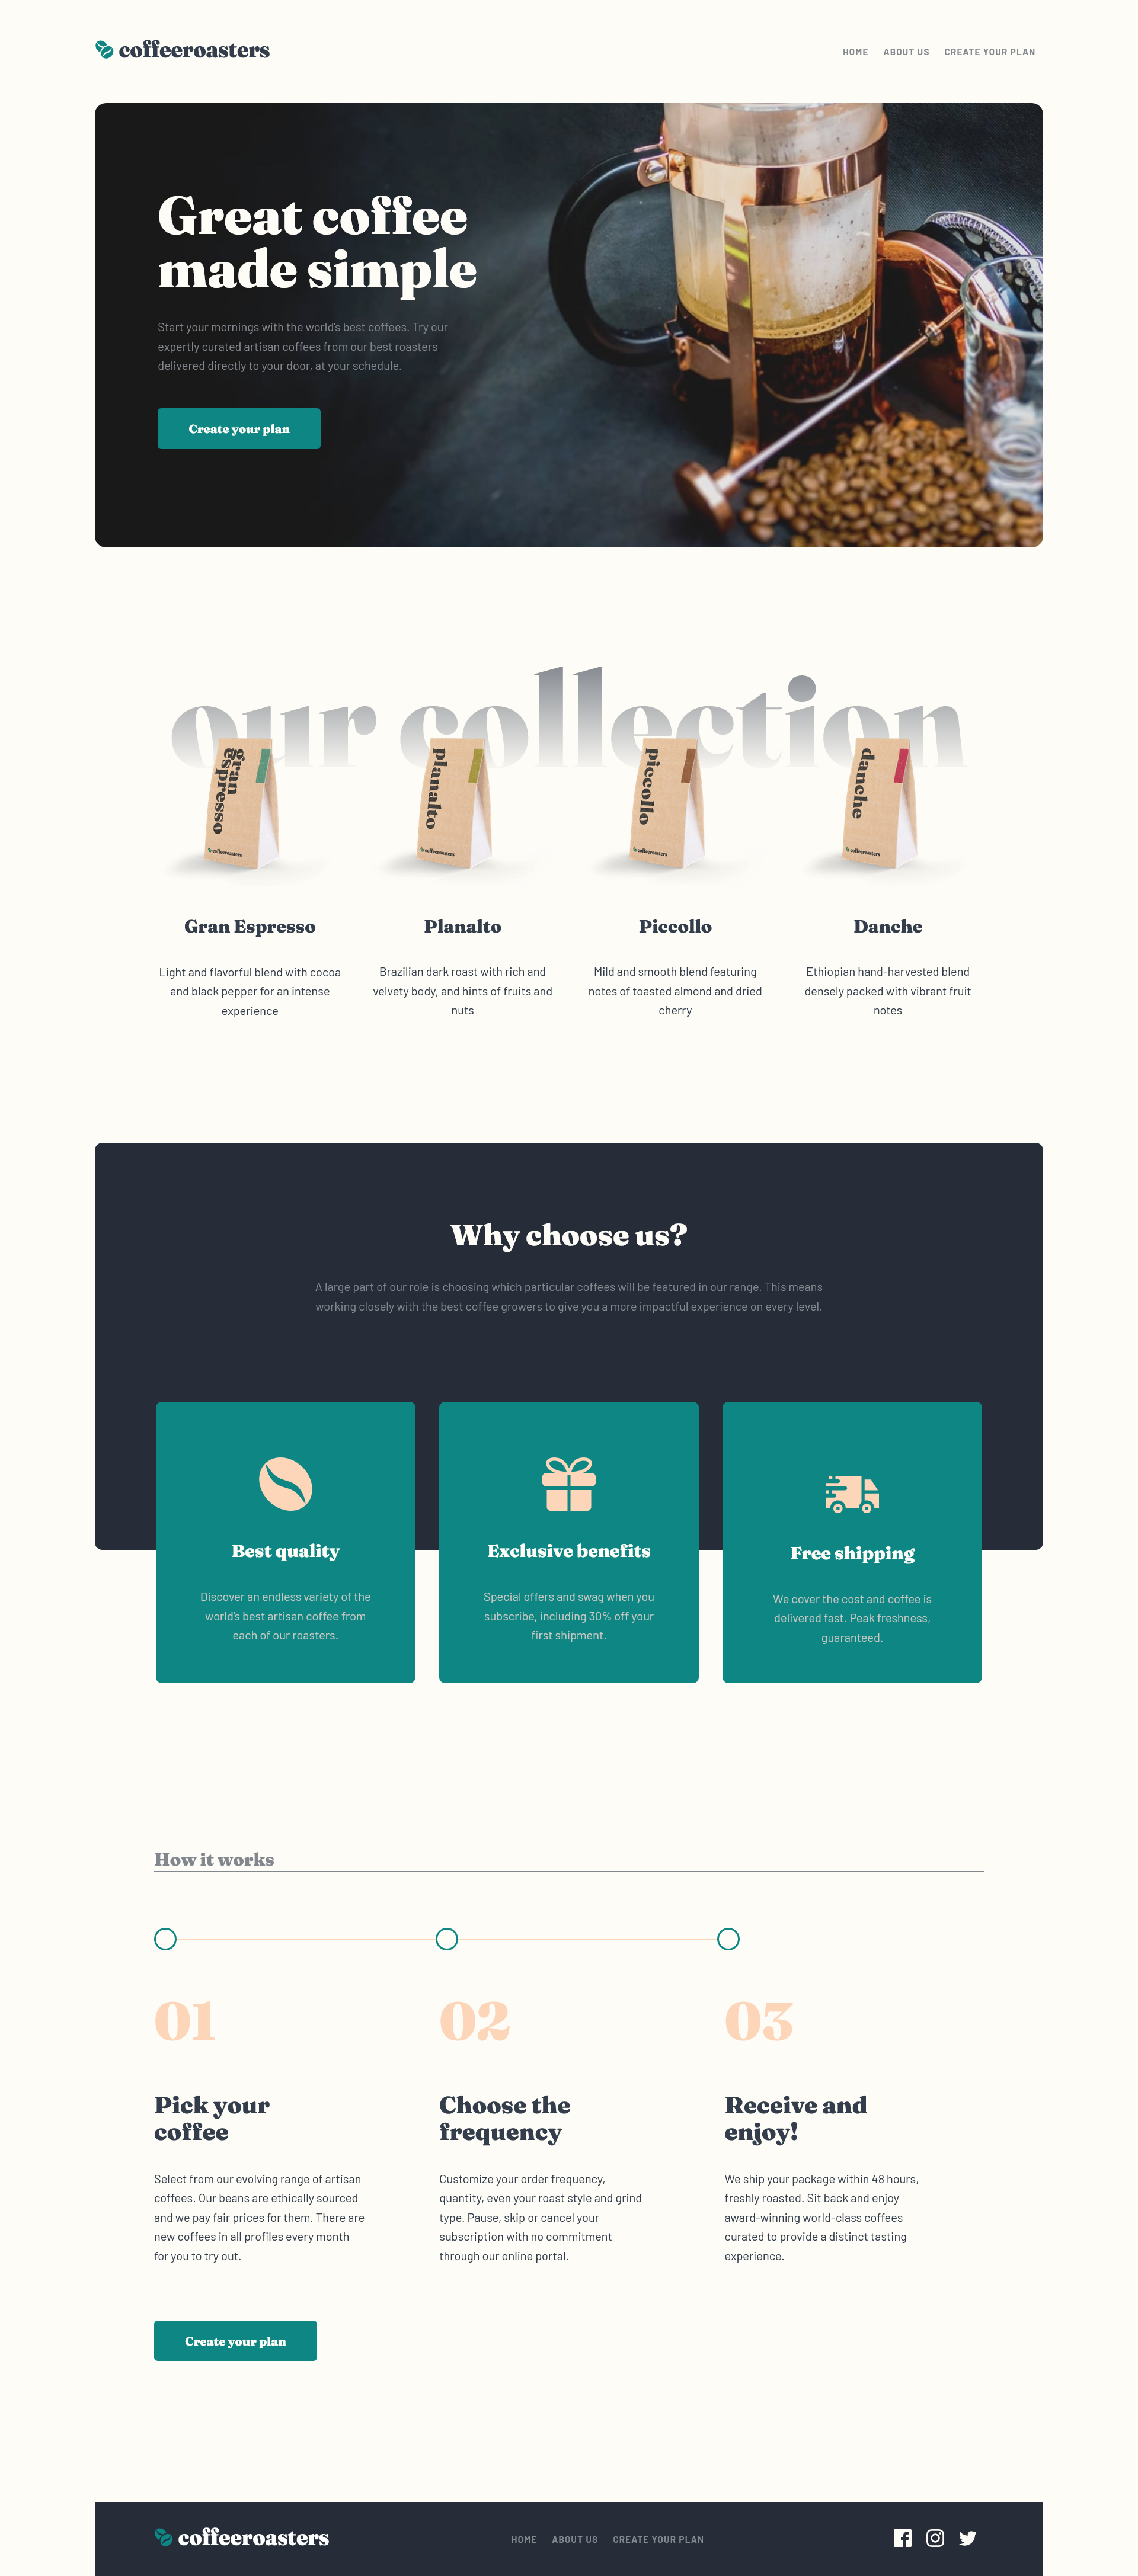 coffeeroasters
HOME ABOUT US CREATE YOUR PLAN
Great coffee
made simple
Start your mornings with the world's best coffees. Try our
expertly curated artisan coffees from our best roasters
delivered directly to your door, at your schedule.
Create your plan
our collection
gran
espresso
coffeeroasters
planalto
coffeeroasters
piccollo
coffeeroasters
danche
coffeeroasters
Gran Espresso
Light and flavorful blend with cocoa
and black pepper for an intense
experience
Planalto
Brazilian dark roast with rich and
velvety body, and hints of fruits and
nuts
Piccollo
Mild and smooth blend featuring
notes of toasted almond and dried
cherry
Danche
Ethiopian hand-harvested blend
densely packed with vibrant fruit
notes
Why choose us?
A large part of our role is choosing which particular coffees will be featured in our range. This means
working closely with the best coffee growers to give you a more impactful experience on every level.
Best quality
Discover an endless variety of the
world's best artisan coffee from
each of our roasters.
Exclusive benefits
Special offers and swag when you
subscribe, including 30% off your
first shipment.
Free shipping
We cover the cost and coffee is
delivered fast. Peak freshness,
guaranteed.
How it works
01
Pick your
coffee
Select from our evolving range of artisan
coffees. Our beans are ethically sourced
and we pay fair prices for them. There are
new coffees in all profiles every month
for you to try out.
02
Choose the
frequency
Customize your order frequency,
quantity, even your roast style and grind
type. Pause, skip or cancel your
subscription with no commitment
through our online portal.
03
Receive and
enjoy!
We ship your package within 48 hours,
freshly roasted. Sit back and enjoy
award-winning world-class coffees
curated to provide a distinct tasting
experience.
Create your plan
coffeeroasters
HOME ABOUT US CREATE YOUR PLAN